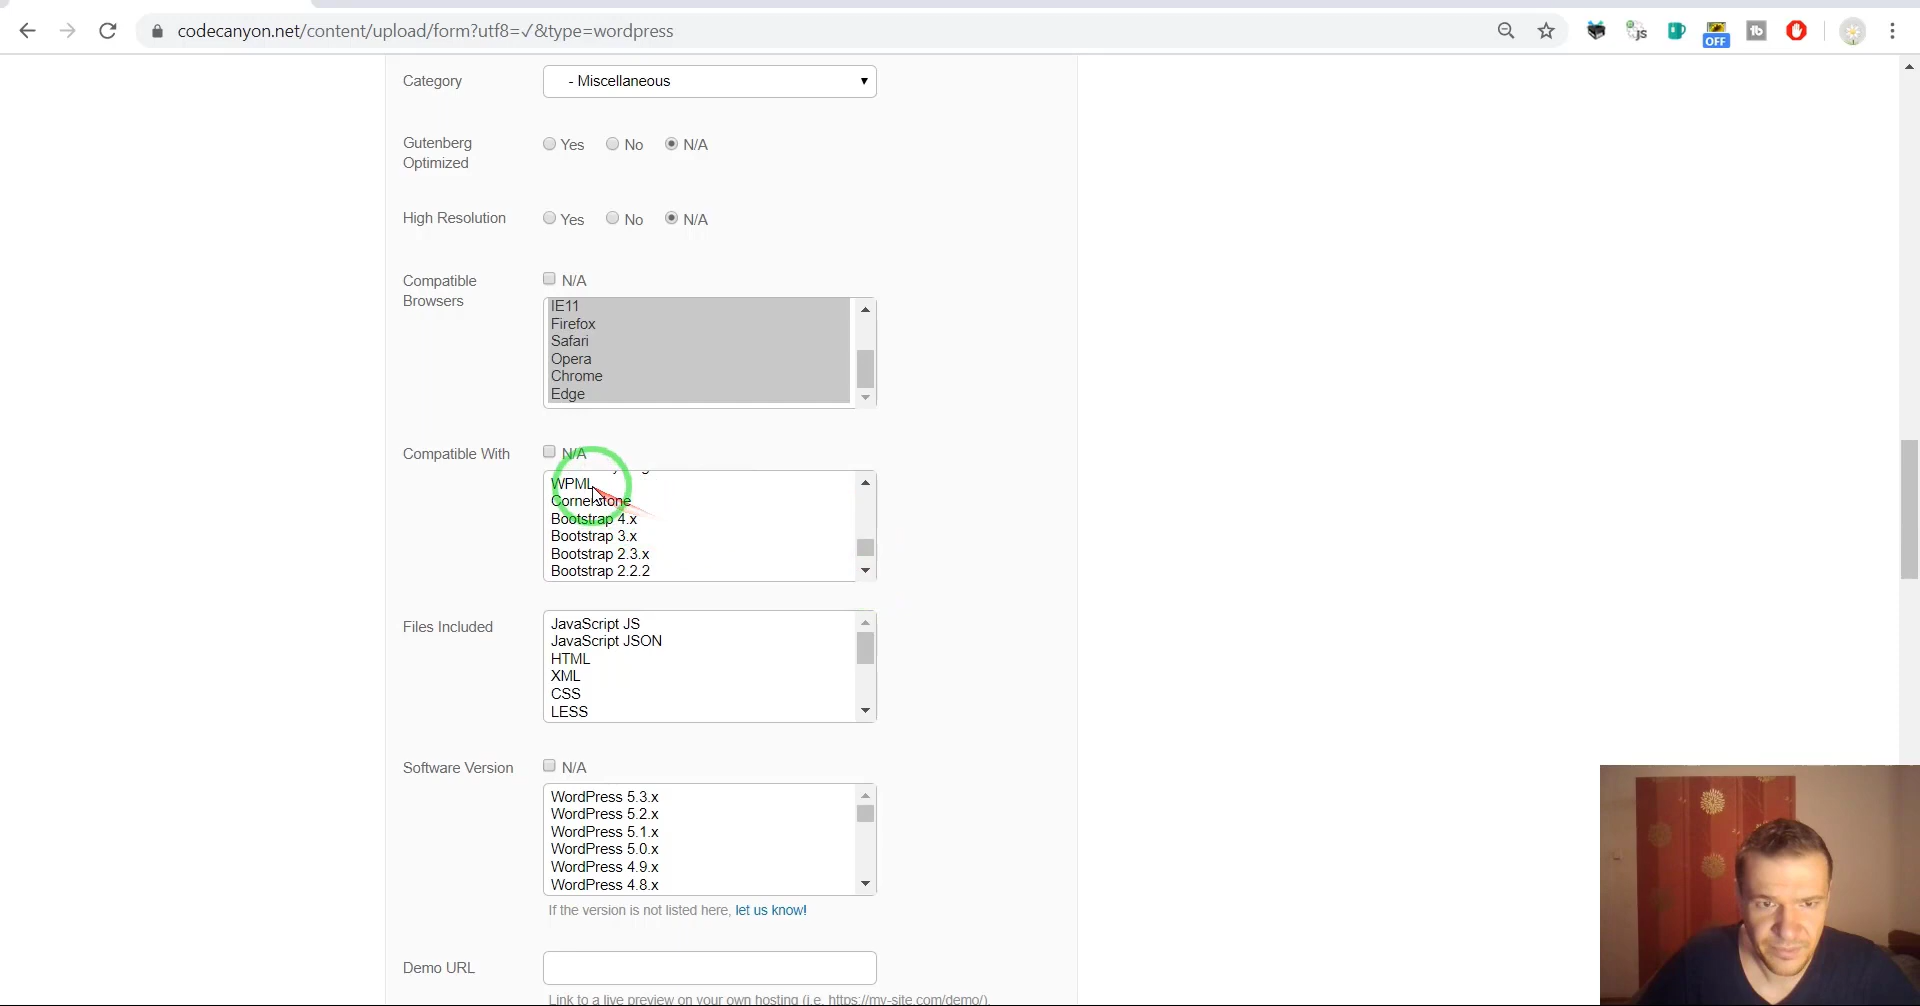 codecanyon.net/content/upload/form?utf8=✓&type=wordpress
OFF
js
tb
Category
- Miscellaneous
Gutenberg
Optimized
Yes No N/A
High Resolution
Yes No N/A
Compatible
Browsers
N/A
IE11
Firefox
Safari
Opera
Chrome
Edge
Compatible With
N/A
WPML
Cornerstone
Bootstrap 4.x
Bootstrap 3.x
Bootstrap 2.3.x
Bootstrap 2.2.2
Files Included
JavaScript JS
JavaScript JSON
HTML
XML
CSS
LESS
Software Version
N/A
WordPress 5.3.x
WordPress 5.2.x
WordPress 5.1.x
WordPress 5.0.x
WordPress 4.9.x
WordPress 4.8.x
If the version is not listed here, let us know!
Demo URL
Link to a live preview on your own hosting (i.e. https://my-site.com/demo/).